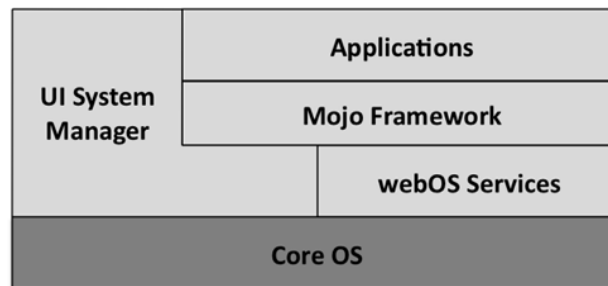 Applications
UI System
Manager
Mojo Framework
webOS Services
Core OS